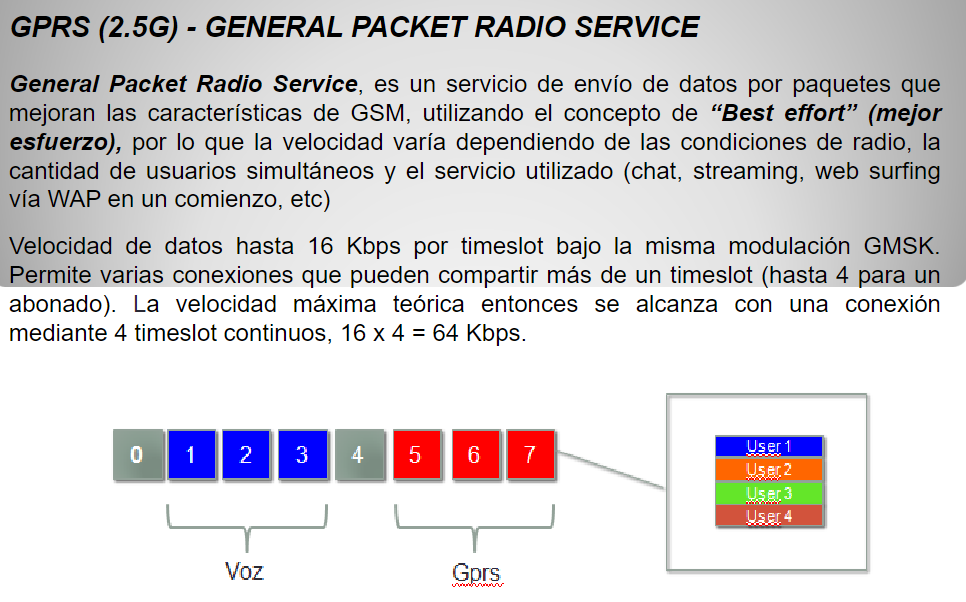 GPRS (2.5G) - GENERAL PACKET RADIO SERVICE
General Packet Radio Service, es un servicio de envío de datos por paquetes que
mejoran las características de GSM, utilizando el concepto de “Best effort” (mejor
esfuerzo), por lo que la velocidad varía dependiendo de las condiciones de radio, la
cantidad de usuarios simultáneos y el servicio utilizado (chat, streaming, web surfing
vía WAP en un comienzo, etc)
Velocidad de datos hasta 16 Kbps por timeslot bajo la misma modulación GMSK.
Permite varias conexiones que pueden compartir más de un timeslot (hasta 4 para un
abonado). La velocidad máxima teórica entonces se alcanza con una conexión
mediante 4 timeslot continuos, 16 x 4 = 64 Kbps.
0 1 2 3 4 5 6 7
User 1
User 2
User 3
User 4
Voz
Gprs